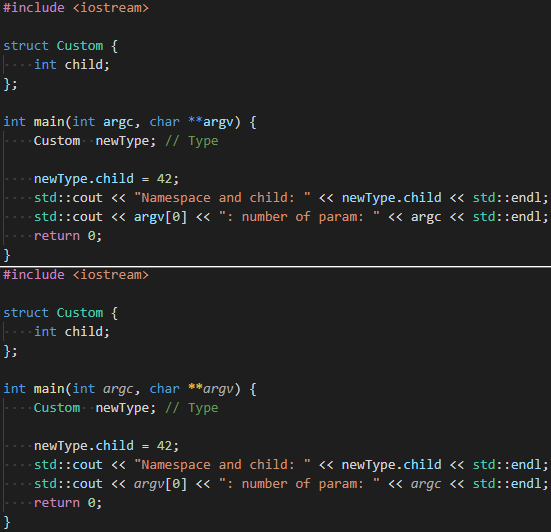 #include <iostream>
struct Custom {
    int child;
};
int main(int argc, char **argv) {
    Custom  newType; // Type
    newType.child = 42;
    std::cout << "Namespace and child: " << newType.child << std::endl;
    std::cout << argv[0] << ": number of param: " << argc << std::endl;
    return 0;
}
#include <iostream>
struct Custom {
    int child;
};
int main(int argc, char **argv) {
    Custom  newType; // Type
    newType.child = 42;
    std::cout << "Namespace and child: " << newType.child << std::endl;
    std::cout << argv[0] << ": number of param: " << argc << std::endl;
    return 0;
}